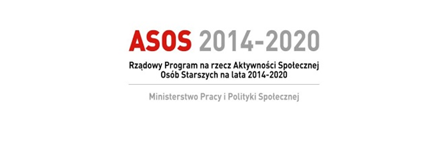 ASOS 2014-2020
Rządowy Program na rzecz Aktywności Społecznej
Osób Starszych na lata 2014-2020
Ministerstwo Pracy i Polityki Społecznej